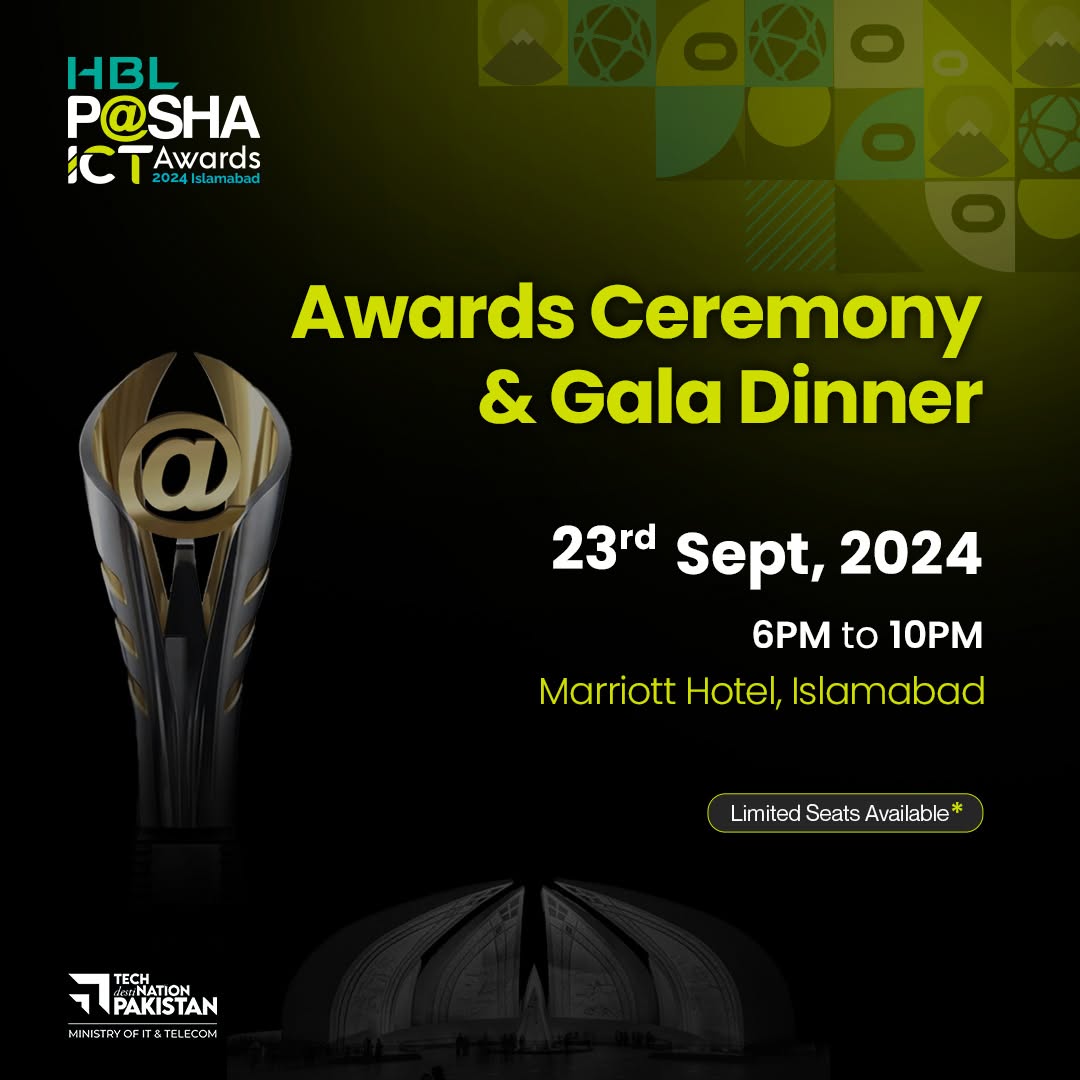 HBL
P@SHA
ICT Awards
2024 Islamabad
Awards Ceremony
& Gala Dinner
@
23rd Sept, 2024
6PM to 10PM
Marriott Hotel, Islamabad
Limited Seats Available*
TECH
destiNATION
PAKISTAN
MINISTRY OF IT & TELECOM